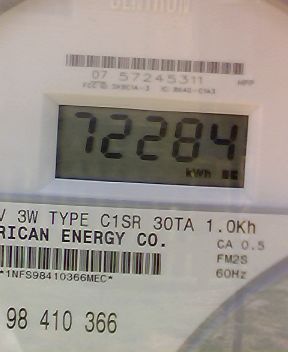 CENTRON
07 57245311
72284
kWh
V 3W TYPE C1SR 30TA 1.0Kh
RICAN ENERGY CO.
CA 0.5
FM2S
60Hz
*1NFS98410366MEC*
98 410 366